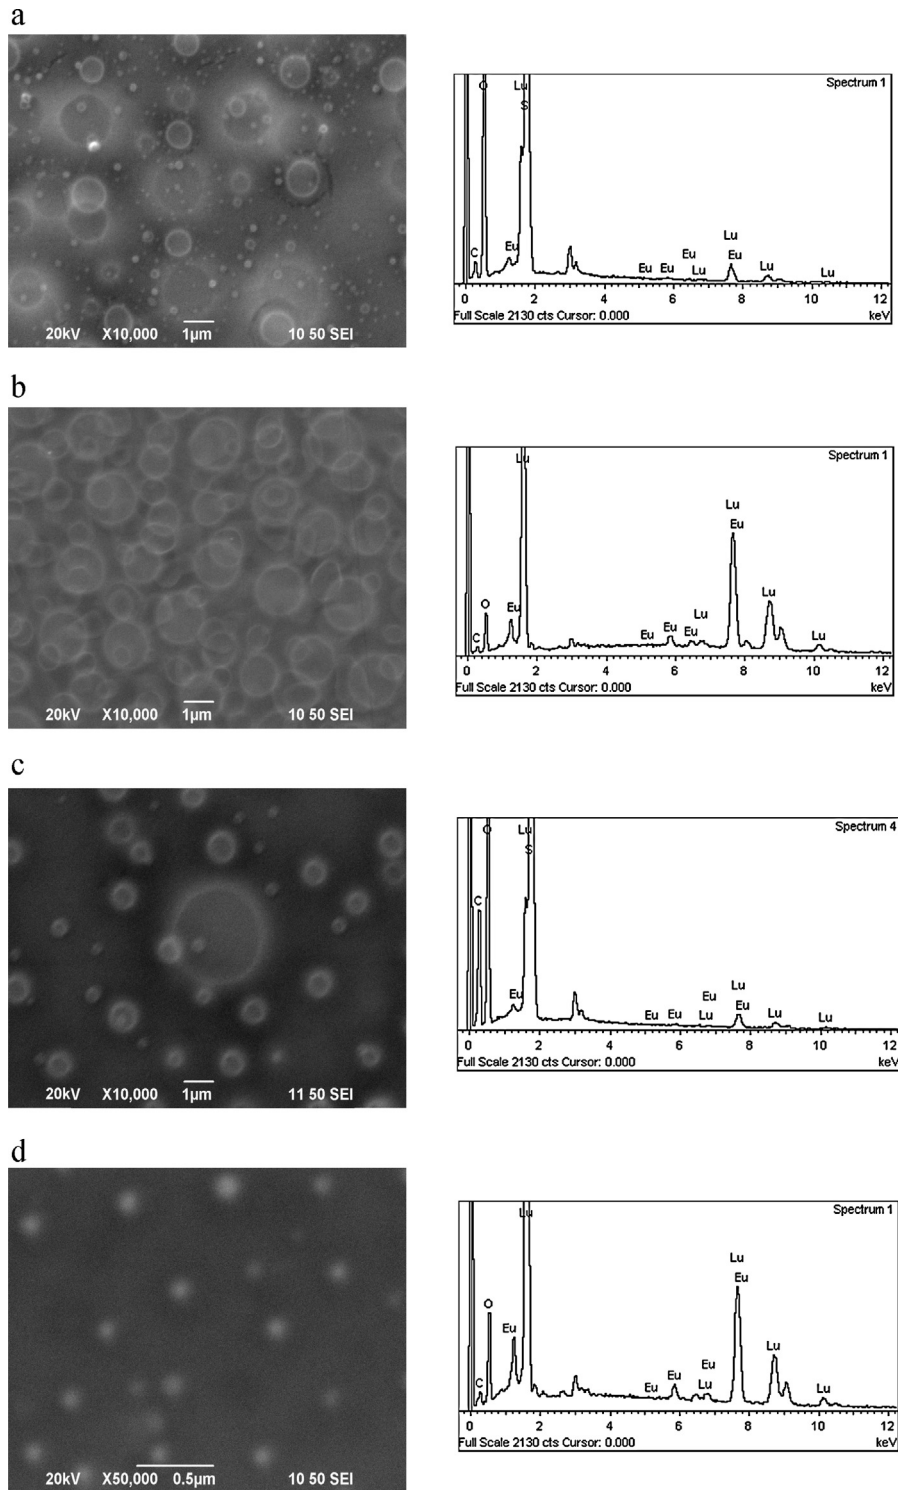 a
20kV X10,000 1µm 10 50 SEI
Spectrum 1
O Lu
S
C Eu Eu Eu Eu Lu Lu Eu Lu Lu
0 2 4 6 8 10 12
Full Scale 2130 cts Cursor: 0.000 keV
b
20kV X10,000 1µm 10 50 SEI
Spectrum 1
Lu
Lu
Eu
C O Eu Eu Eu Eu Lu Lu Lu
0 2 4 6 8 10 12
Full Scale 2130 cts Cursor: 0.000 keV
c
20kV X10,000 1µm 11 50 SEI
Spectrum 4
O Lu
S
C Eu Eu Eu Eu Lu Lu Eu Lu Lu
0 2 4 6 8 10 12
Full Scale 2130 cts Cursor: 0.000 keV
d
20kV X50,000 0.5µm 10 50 SEI
Spectrum 1
Lu
Lu
Eu
C O Eu Eu Eu Eu Lu Lu Lu
0 2 4 6 8 10 12
Full Scale 2130 cts Cursor: 0.000 keV